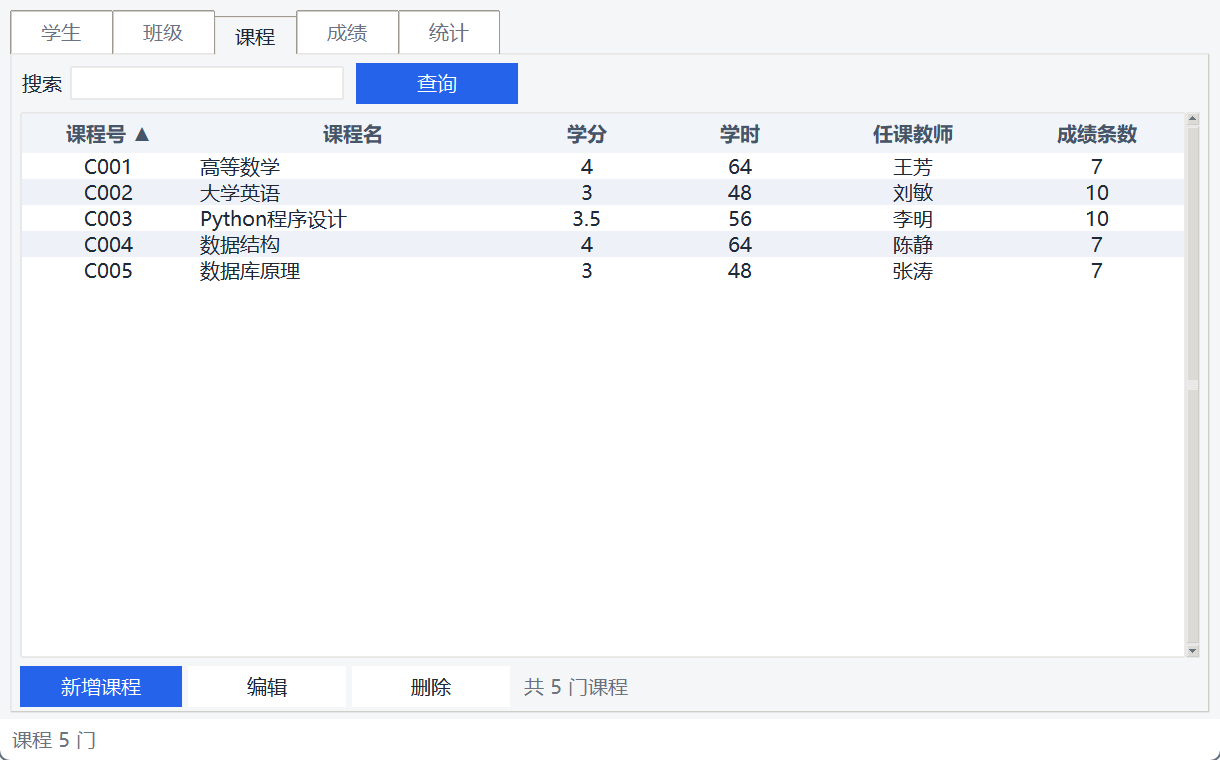 学生 班级 课程 成绩 统计
搜索 查询
课程号 ▲ 课程名 学分 学时 任课教师 成绩条数
C001 高等数学 4 64 王芳 7
C002 大学英语 3 48 刘敏 10
C003 Python程序设计 3.5 56 李明 10
C004 数据结构 4 64 陈静 7
C005 数据库原理 3 48 张涛 7
新增课程 编辑 删除 共 5 门课程
课程 5 门